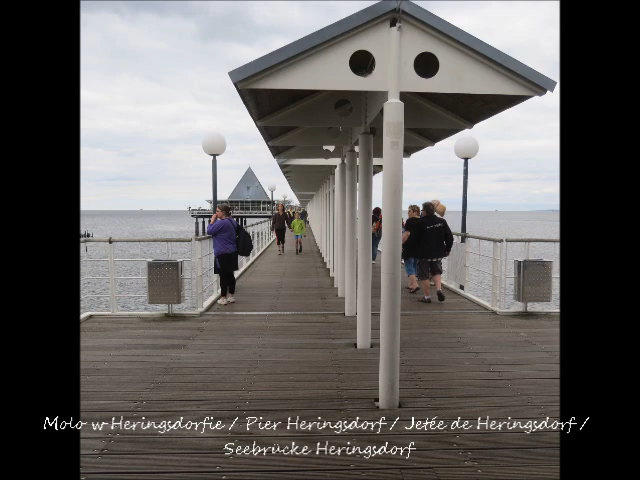 Molo w Heringsdorfie / Pier Heringsdorf / Jetée de Heringsdorf /
Seebrücke Heringsdorf